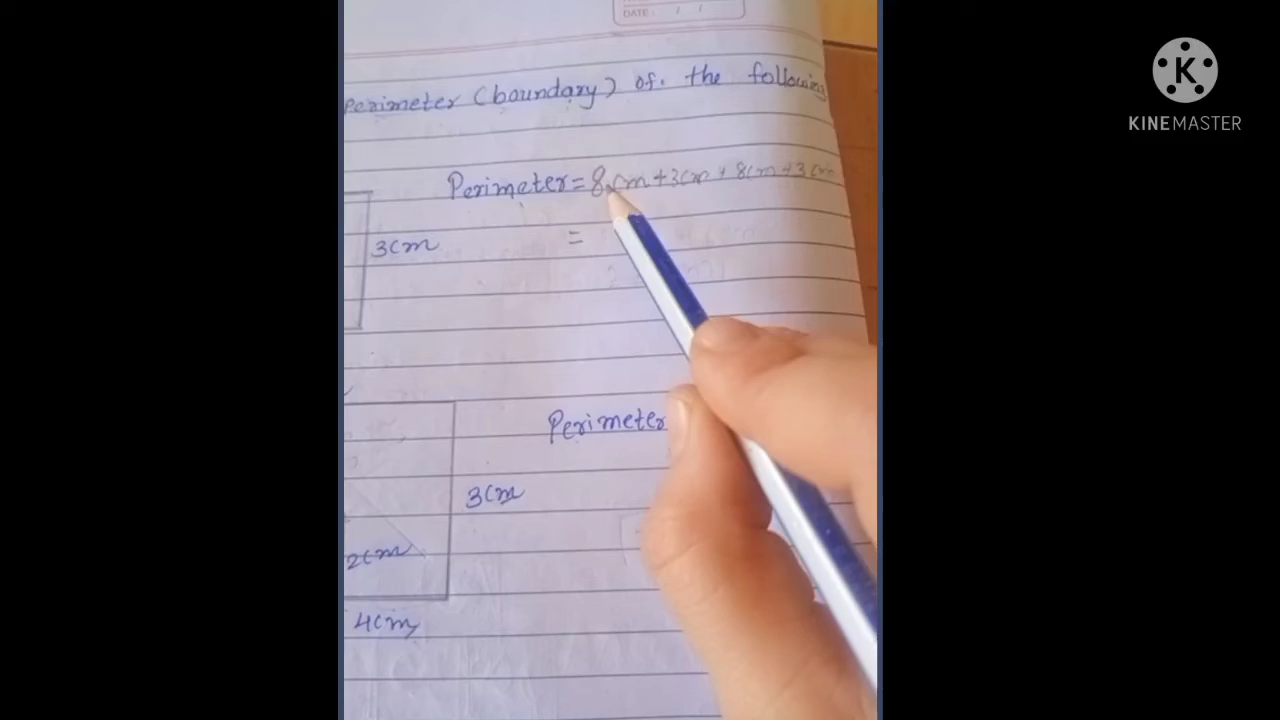 DATE: / /
K
KINEMASTER
Perimeter (boundary) of the following
Perimeter = 8cm + 3cm + 8cm + 3cm
3cm
=
Perimeter
3cm
2cm
4cm